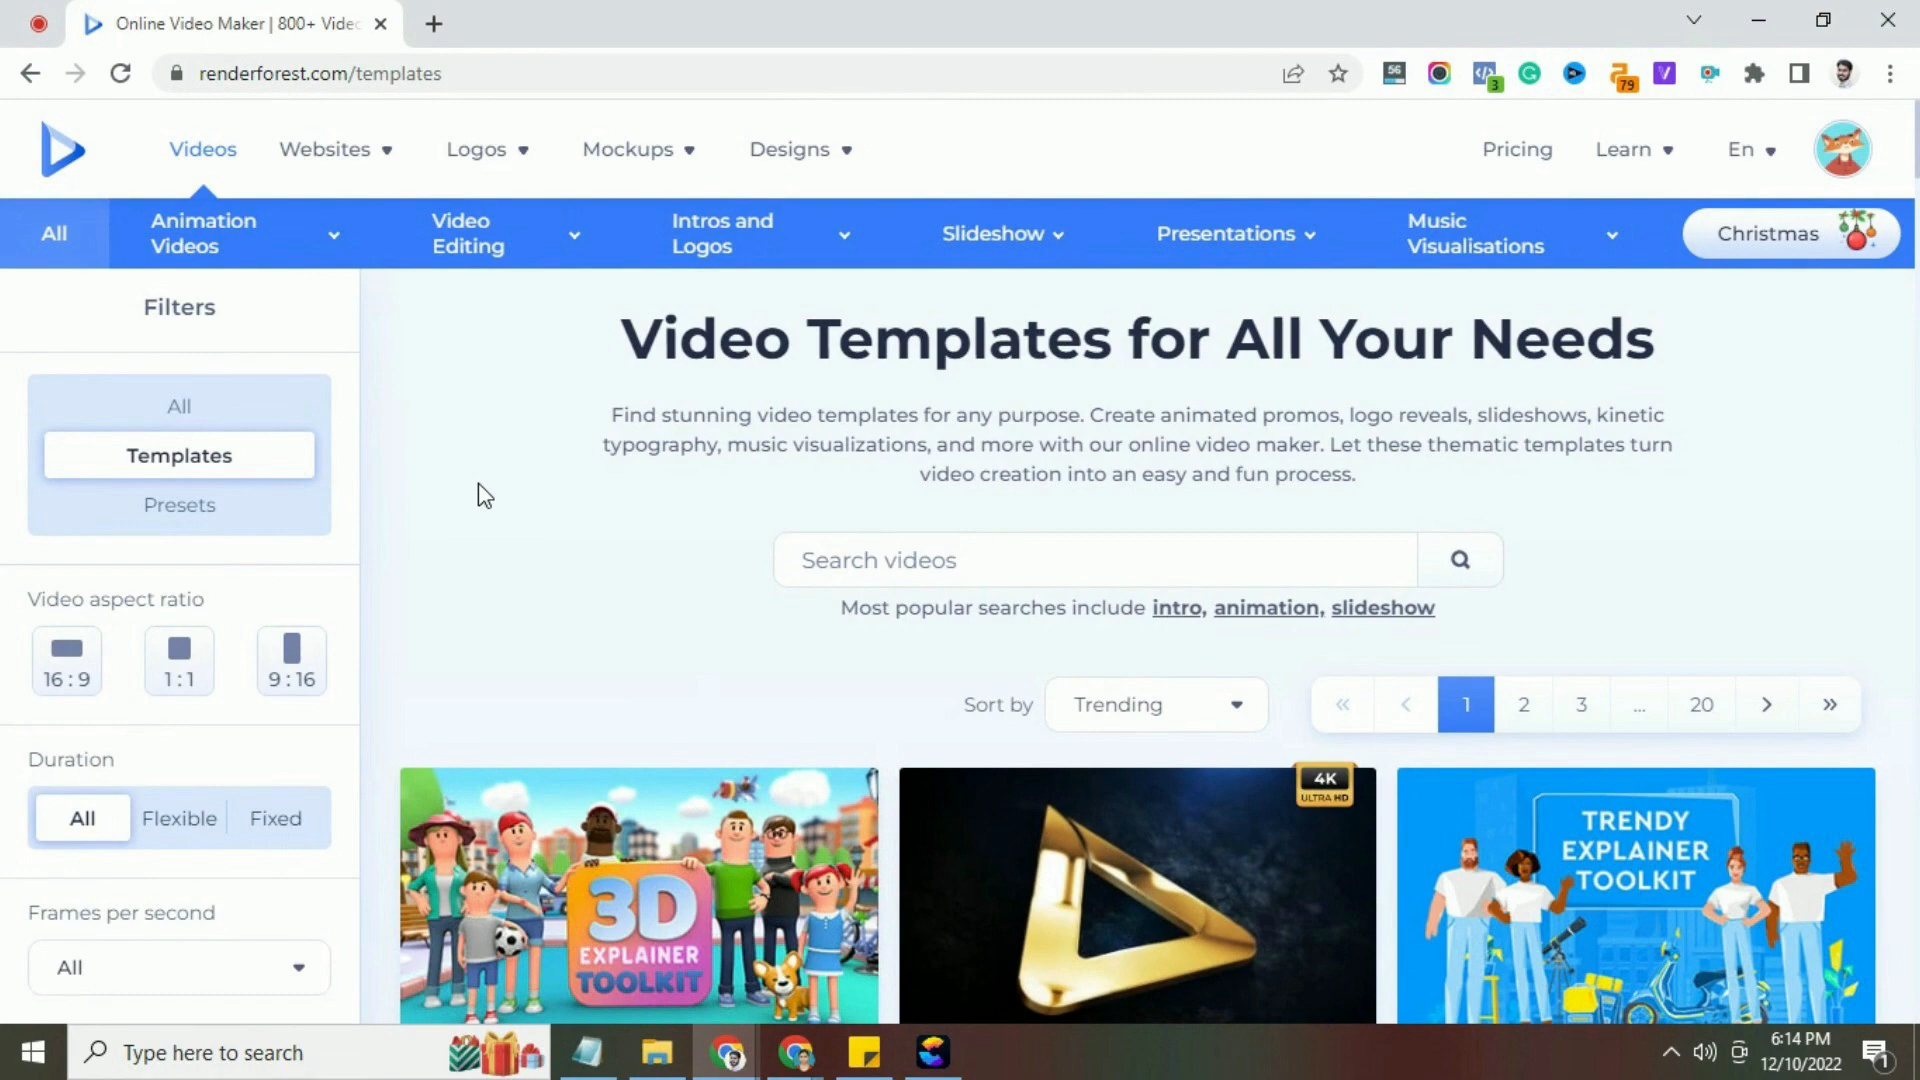 Online Video Maker | 800+ Videc
renderforest.com/templates
56
3
79
Videos
Websites
Logos
Mockups
Designs
Pricing
Learn
En
All
Animation
Videos
Video
Editing
Intros and
Logos
Slideshow
Presentations
Music
Visualisations
Christmas
Filters
All
Templates
Presets
Video aspect ratio
16 : 9
1 : 1
9 : 16
Duration
All
Flexible
Fixed
Frames per second
All
Video Templates for All Your Needs
Find stunning video templates for any purpose. Create animated promos, logo reveals, slideshows, kinetic
typography, music visualizations, and more with our online video maker. Let these thematic templates turn
video creation into an easy and fun process.
Search videos
Most popular searches include intro, animation, slideshow
Sort by
Trending
«
‹
1
2
3
...
20
›
»
3D
EXPLAINER
TOOLKIT
4K
ULTRA HD
TRENDY
EXPLAINER
TOOLKIT
Type here to search
6:14 PM
12/10/2022
1